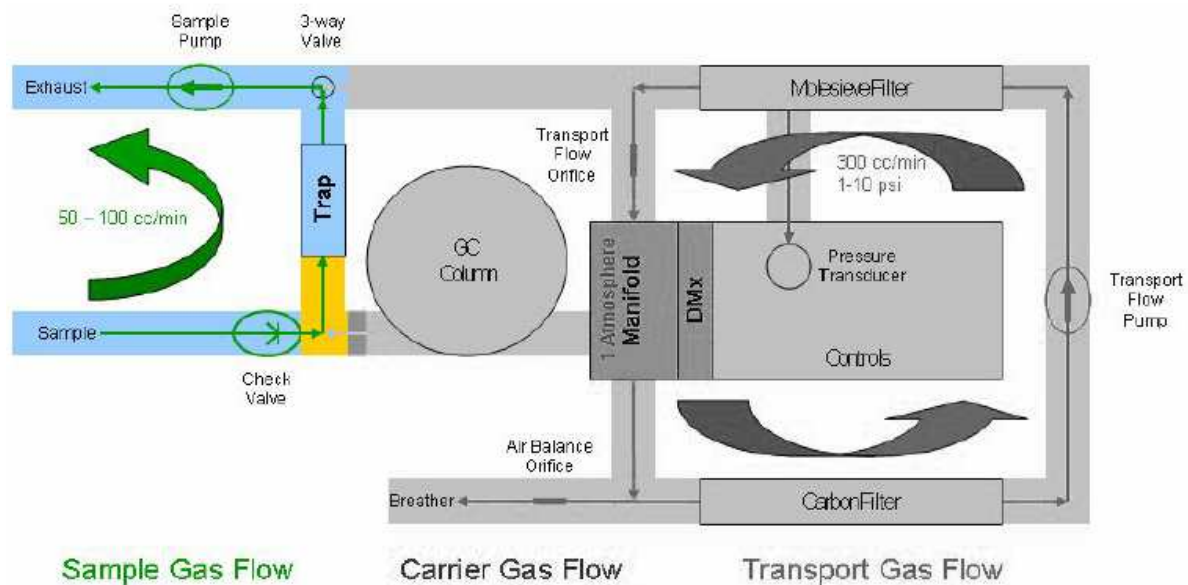 Sample
Pump
3-way
Valve
Exhaust
MolesieveFilter
Transport
Flow
Orifice
300 cc/min
1-10 psi
50 – 100 cc/min
Trap
GC
Column
1 Atmosphere
Manifold
DMx
Pressure
Transducer
Transport
Flow
Pump
Sample
Controls
Check
Valve
Air Balance
Orifice
Breather
CarbonFilter
Sample Gas Flow
Carrier Gas Flow
Transport Gas Flow